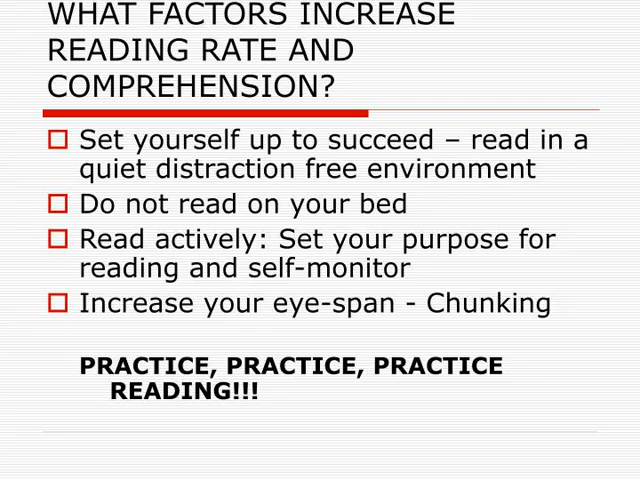 WHAT FACTORS INCREASE
READING RATE AND
COMPREHENSION?
Set yourself up to succeed – read in a
quiet distraction free environment
Do not read on your bed
Read actively: Set your purpose for
reading and self-monitor
Increase your eye-span - Chunking
PRACTICE, PRACTICE, PRACTICE
READING!!!